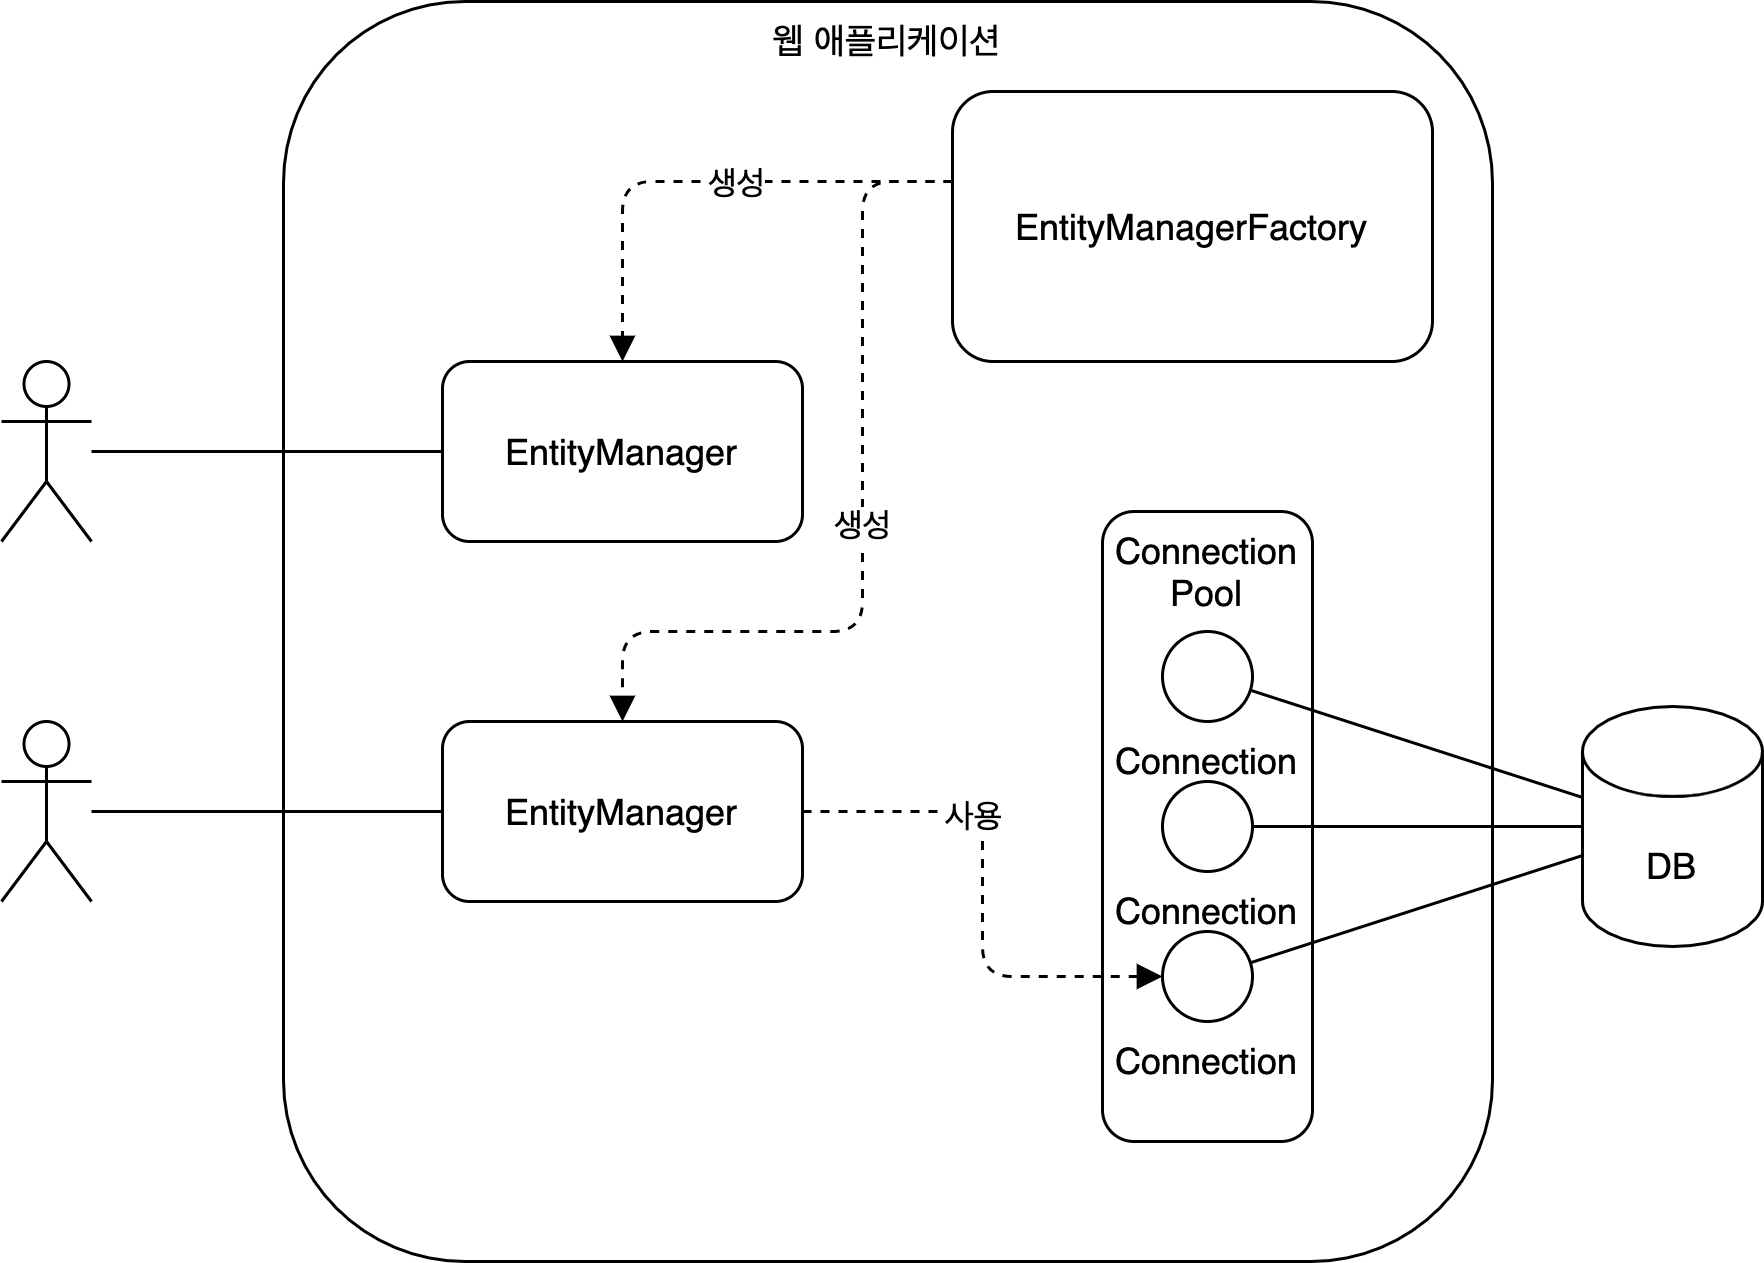 웹 애플리케이션
생성
EntityManagerFactory
EntityManager
생성
Connection
Pool
Connection
EntityManager
사용
DB
Connection
Connection